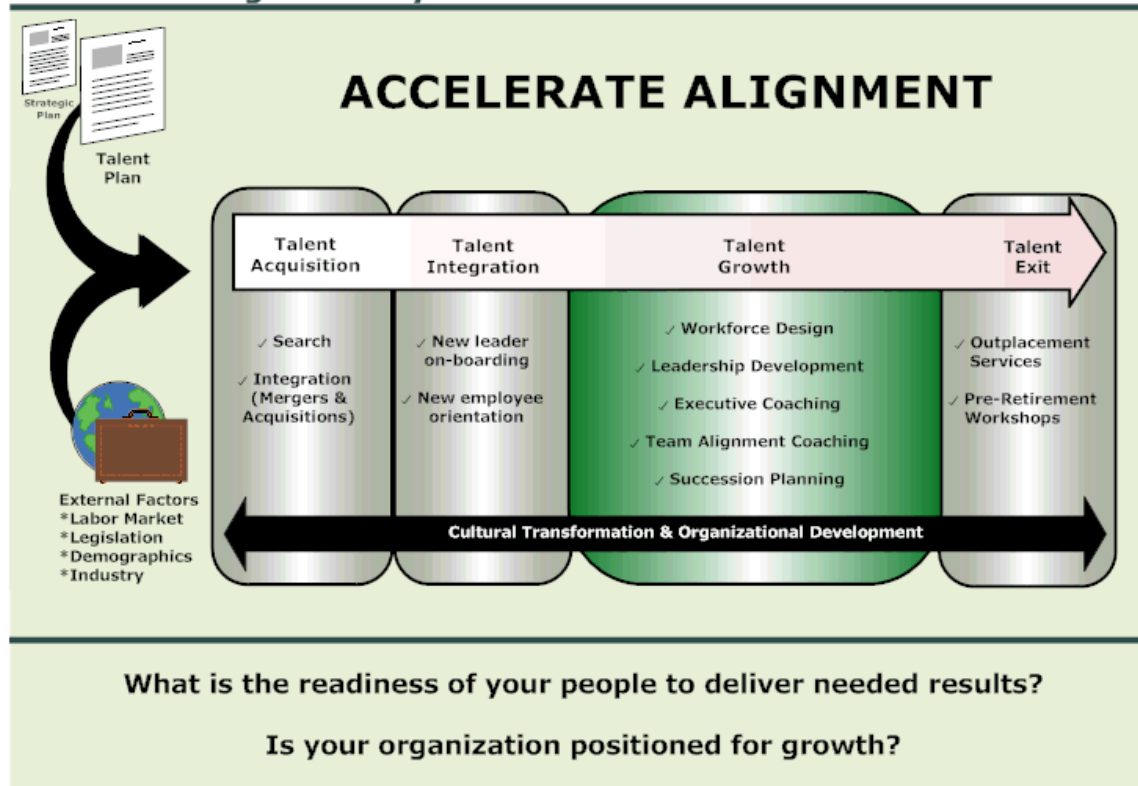 ACCELERATE ALIGNMENT
Strategic
Plan
Talent
Plan
External Factors
*Labor Market
*Legislation
*Demographics
*Industry
Talent
Acquisition
✓ Search
✓ Integration
(Mergers &
Acquisitions)
Talent
Integration
✓ New leader
on-boarding
✓ New employee
orientation
Talent
Growth
✓ Workforce Design
✓ Leadership Development
✓ Executive Coaching
✓ Team Alignment Coaching
✓ Succession Planning
Talent
Exit
✓ Outplacement
Services
✓ Pre-Retirement
Workshops
Cultural Transformation & Organizational Development
What is the readiness of your people to deliver needed results?
Is your organization positioned for growth?